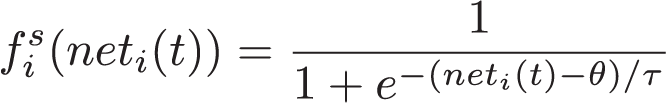 f_i^s(net_i(t)) = \frac{1}{1 + e^{-(net_i(t)-\theta)/\tau}}